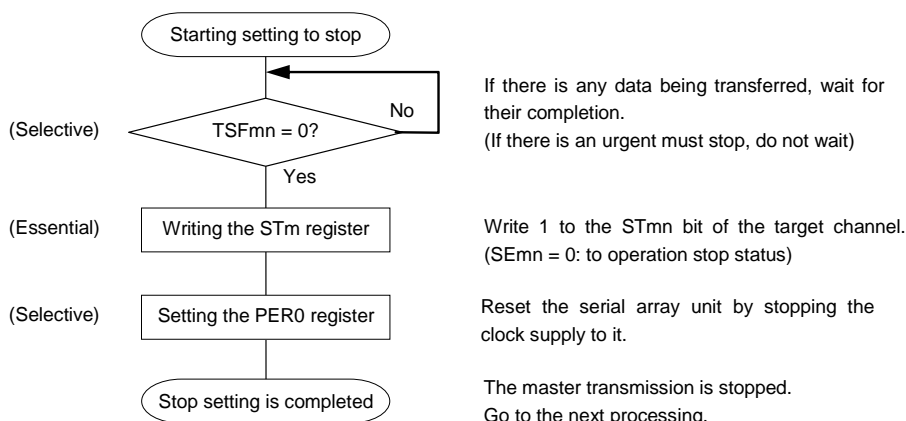 Starting setting to stop
If there is any data being transferred, wait for
No
their completion.
(Selective)
TSFmn = 0?
(If there is an urgent must stop, do not wait)
Yes
(Essential)
Writing the STm register
Write 1 to the STmn bit of the target channel.
(SEmn = 0: to operation stop status)
(Selective)
Setting the PER0 register
Reset the serial array unit by stopping the
clock supply to it.
Stop setting is completed
The master transmission is stopped.
Go to the next processing.